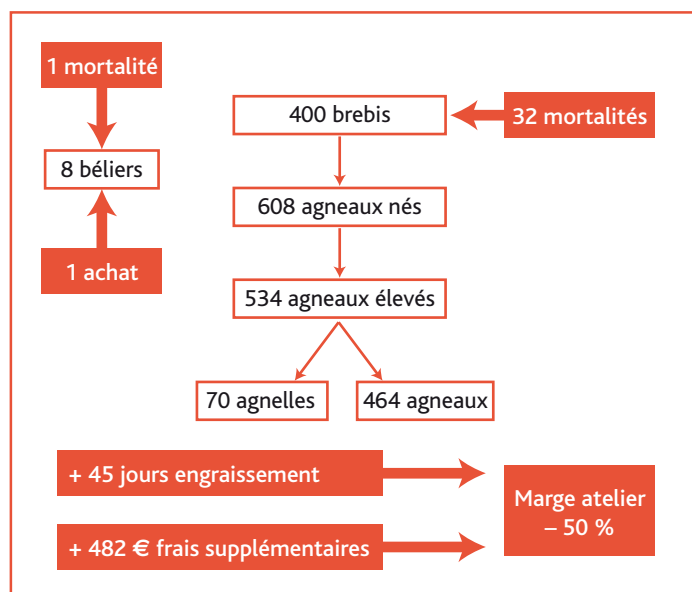 1 mortalité
400 brebis
32 mortalités
8 béliers
608 agneaux nés
1 achat
534 agneaux élevés
70 agnelles
464 agneaux
+ 45 jours engraissement
+ 482 € frais supplémentaires
Marge atelier
– 50 %